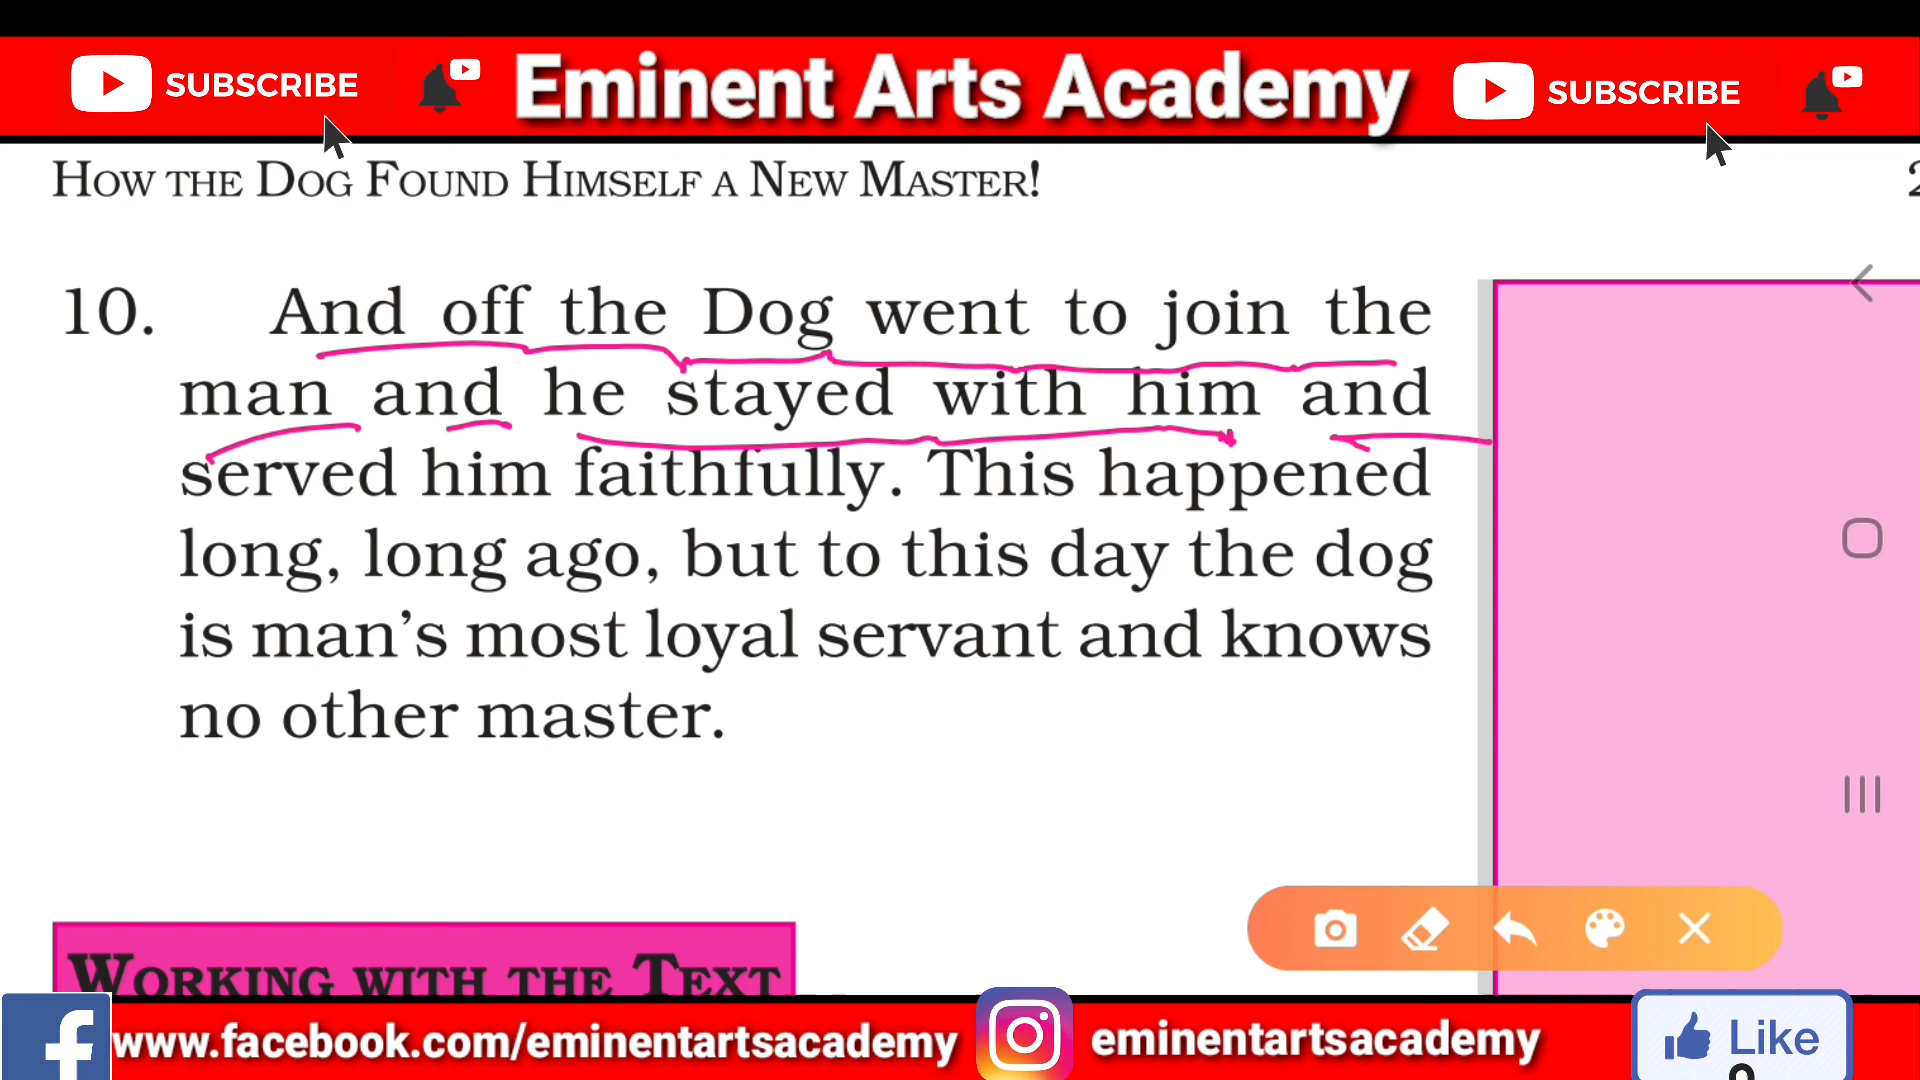 SUBSCRIBE Eminent Arts Academy SUBSCRIBE
HOW THE DOG FOUND HIMSELF A NEW MASTER!
10. And off the Dog went to join the
man and he stayed with him and
served him faithfully. This happened
long, long ago, but to this day the dog
is man's most loyal servant and knows
no other master.
WORKING WITH THE TEXT
www.facebook.com/eminentartsacademy eminentartsacademy Like